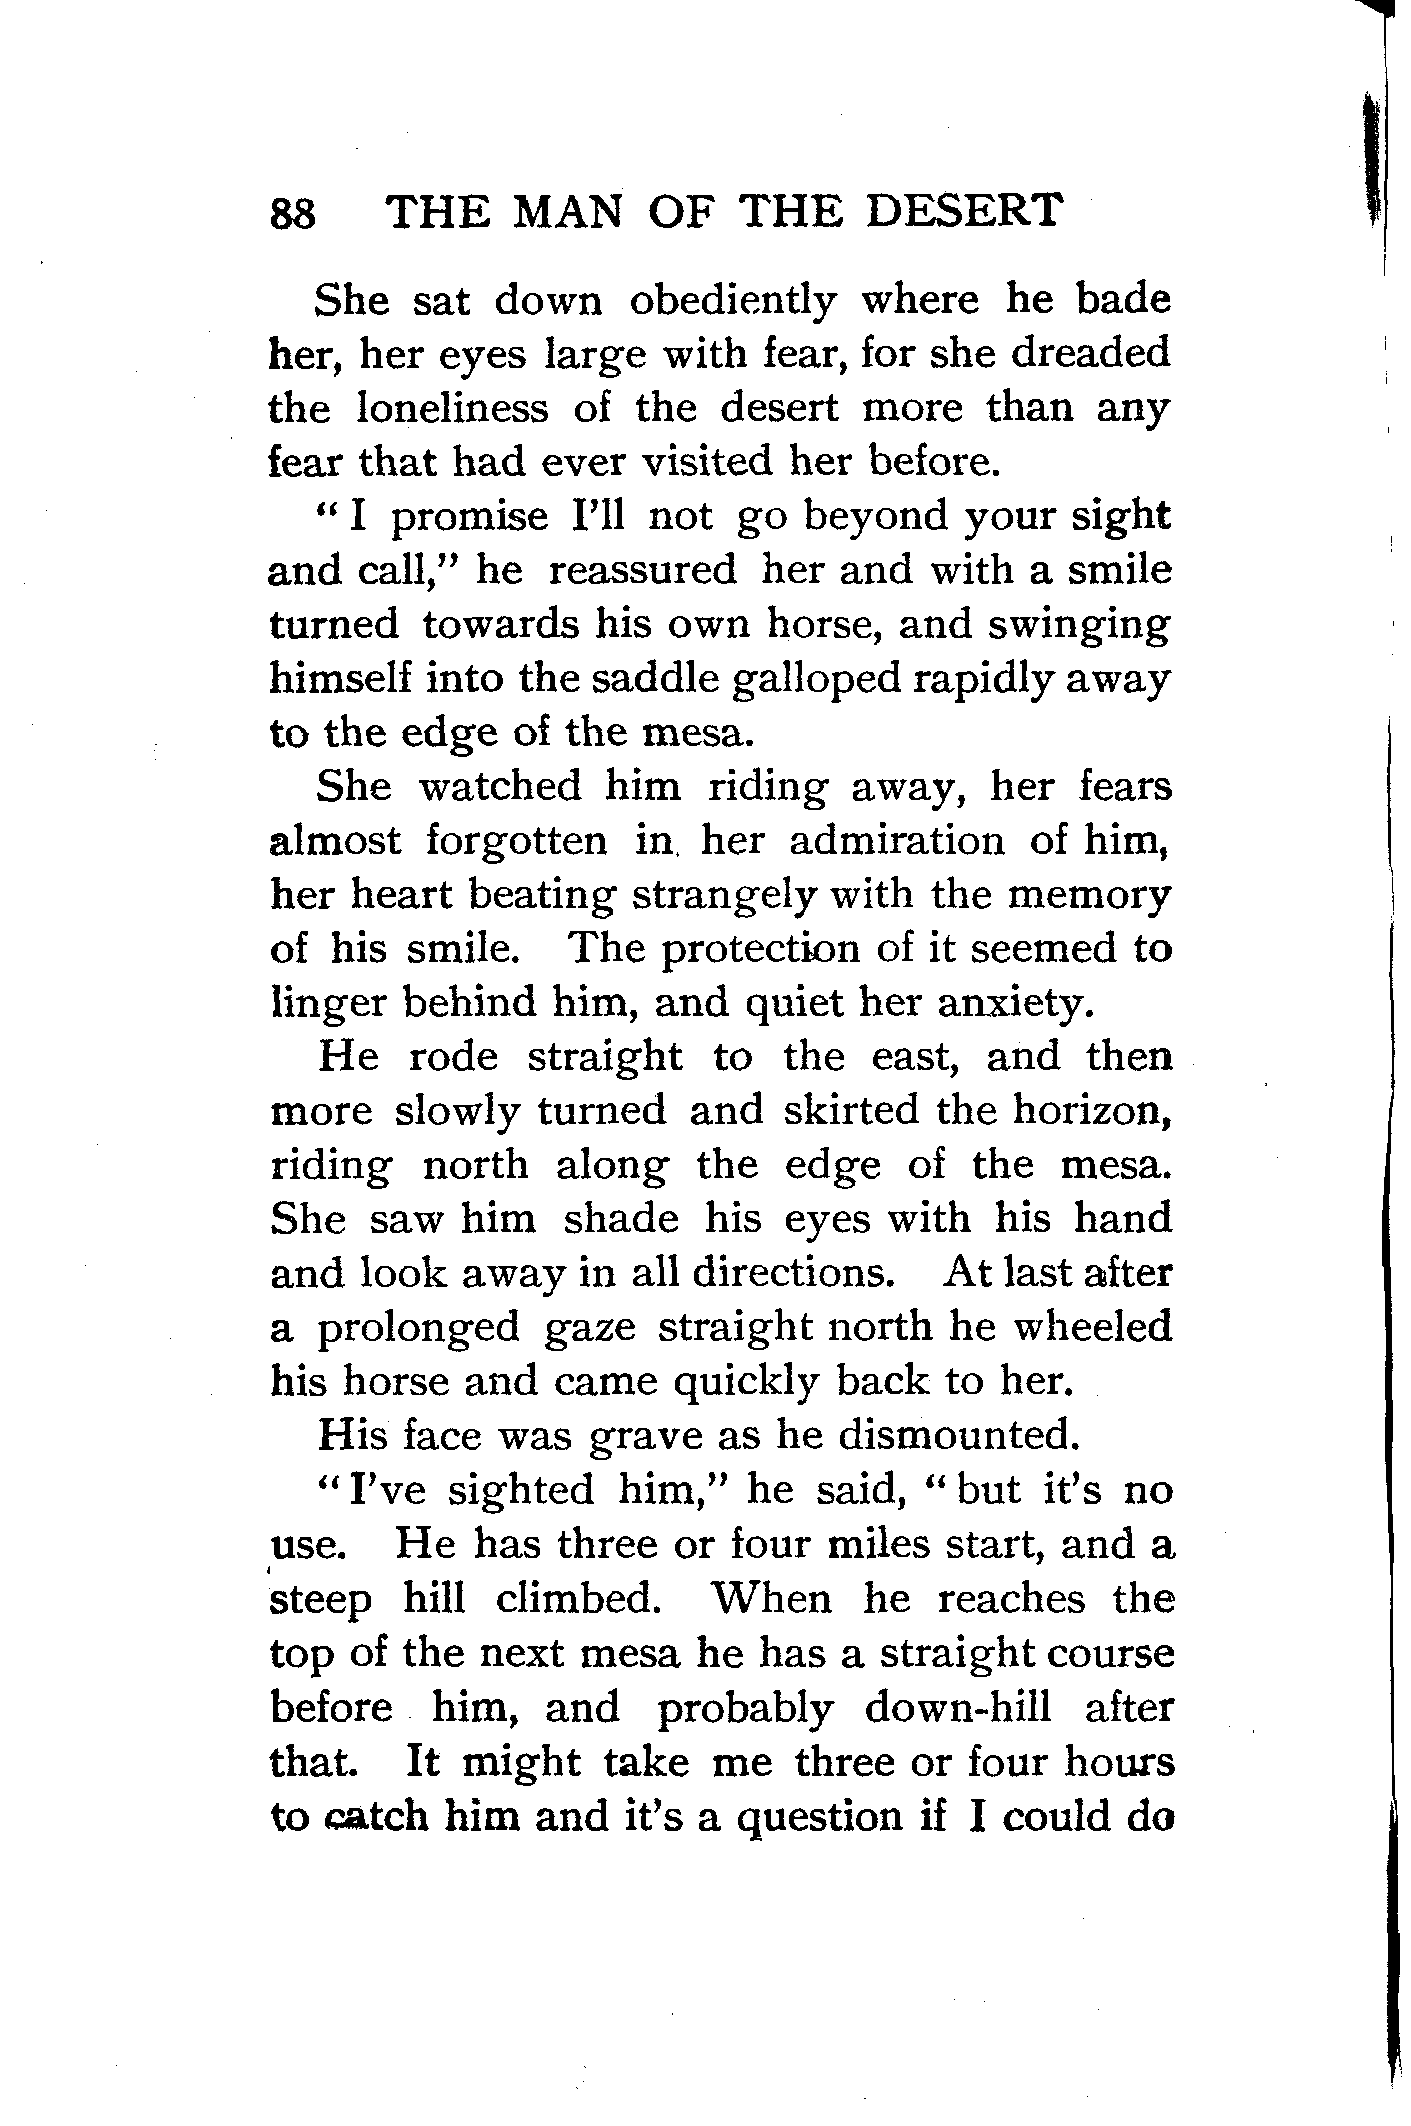 88 THE MAN OF THE DESERT
She sat down obediently where he bade
her, her eyes large with fear, for she dreaded
the loneliness of the desert more than any
fear that had ever visited her before.
“ I promise I’ll not go beyond your sight
and call,” he reassured her and with a smile
turned towards his own horse, and swinging
himself into the saddle galloped rapidly away
to the edge of the mesa.
She watched him riding away, her fears
almost forgotten in her admiration of him,
her heart beating strangely with the memory
of his smile. The protection of it seemed to
linger behind him, and quiet her anxiety.
He rode straight to the east, and then
more slowly turned and skirted the horizon,
riding north along the edge of the mesa.
She saw him shade his eyes with his hand
and look away in all directions. At last after
a prolonged gaze straight north he wheeled
his horse and came quickly back to her.
His face was grave as he dismounted.
“ I’ve sighted him,” he said, “ but it’s no
use. He has three or four miles start, and a
steep hill climbed. When he reaches the
top of the next mesa he has a straight course
before him, and probably down-hill after
that. It might take me three or four hours
to catch him and it’s a question if I could do